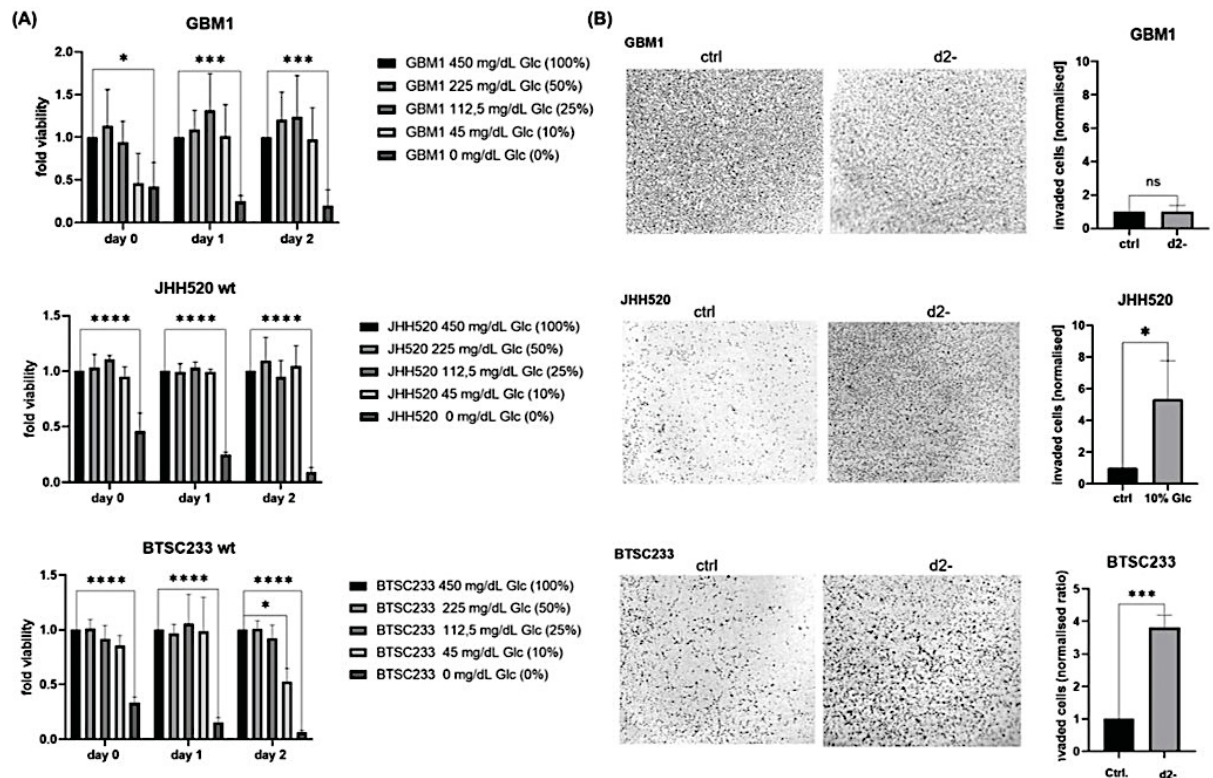 (A)
GBM1
fold viability
2.0
1.5
1.0
0.5
0.0
* *** ***
day 0 day 1 day 2
GBM1 450 mg/dL Glc (100%)
GBM1 225 mg/dL Glc (50%)
GBM1 112,5 mg/dL Glc (25%)
GBM1 45 mg/dL Glc (10%)
GBM1 0 mg/dL Glc (0%)
JHH520 wt
fold viability
1.5
1.0
0.5
0.0
**** **** ****
day 0 day 1 day 2
JHH520 450 mg/dL Glc (100%)
JH520 225 mg/dL Glc (50%)
JHH520 112,5 mg/dL Glc (25%)
JHH520 45 mg/dL Glc (10%)
JHH520 0 mg/dL Glc (0%)
BTSC233 wt
fold viability
1.5
1.0
0.5
0.0
**** **** ****
*
day 0 day 1 day 2
BTSC233 450 mg/dL Glc (100%)
BTSC233 225 mg/dL Glc (50%)
BTSC233 112,5 mg/dL Glc (25%)
BTSC233 45 mg/dL Glc (10%)
BTSC233 0 mg/dL Glc (0%)
(B)
GBM1
ctrl d2-
GBM1
invaded cells [normalised]
10
8
6
4
2
0
ns
ctrl d2-
JHH520
ctrl d2-
JHH520
invaded cells [normalised]
10
8
6
4
2
0
*
ctrl 10% Glc
BTSC233
ctrl d2-
BTSC233
nvaded cells (normalised ratio)
5
4
3
2
1
0
***
Ctrl. d2-